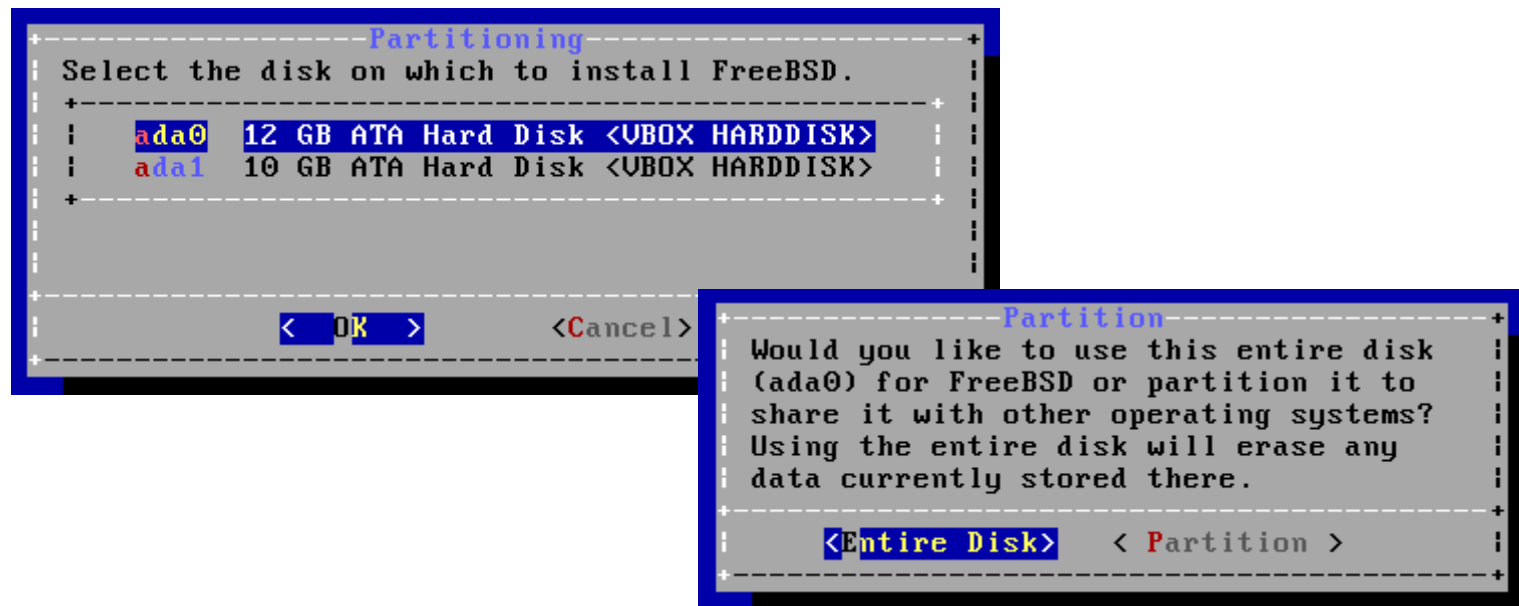 Partitioning
Select the disk on which to install FreeBSD.
ada0 12 GB ATA Hard Disk <VBOX HARDDISK>
ada1 10 GB ATA Hard Disk <VBOX HARDDISK>
< OK > <Cancel>
Partition
Would you like to use this entire disk
(ada0) for FreeBSD or partition it to
share it with other operating systems?
Using the entire disk will erase any
data currently stored there.
<Entire Disk> < Partition >